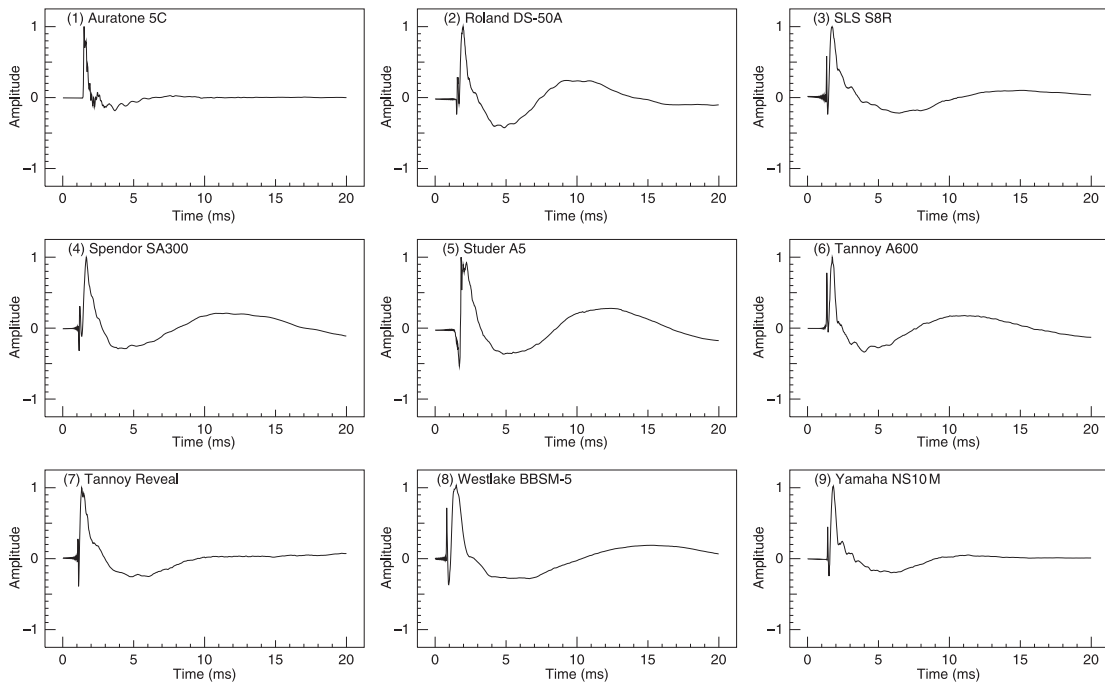 (1) Auratone 5C
Amplitude
1
0
−1
0 5 10 15 20
Time (ms)
(2) Roland DS-50A
Amplitude
1
0
−1
0 5 10 15 20
Time (ms)
(3) SLS S8R
Amplitude
1
0
−1
0 5 10 15 20
Time (ms)
(4) Spendor SA300
Amplitude
1
0
−1
0 5 10 15 20
Time (ms)
(5) Studer A5
Amplitude
1
0
−1
0 5 10 15 20
Time (ms)
(6) Tannoy A600
Amplitude
1
0
−1
0 5 10 15 20
Time (ms)
(7) Tannoy Reveal
Amplitude
1
0
−1
0 5 10 15 20
Time (ms)
(8) Westlake BBSM-5
Amplitude
1
0
−1
0 5 10 15 20
Time (ms)
(9) Yamaha NS10 M
Amplitude
1
0
−1
0 5 10 15 20
Time (ms)